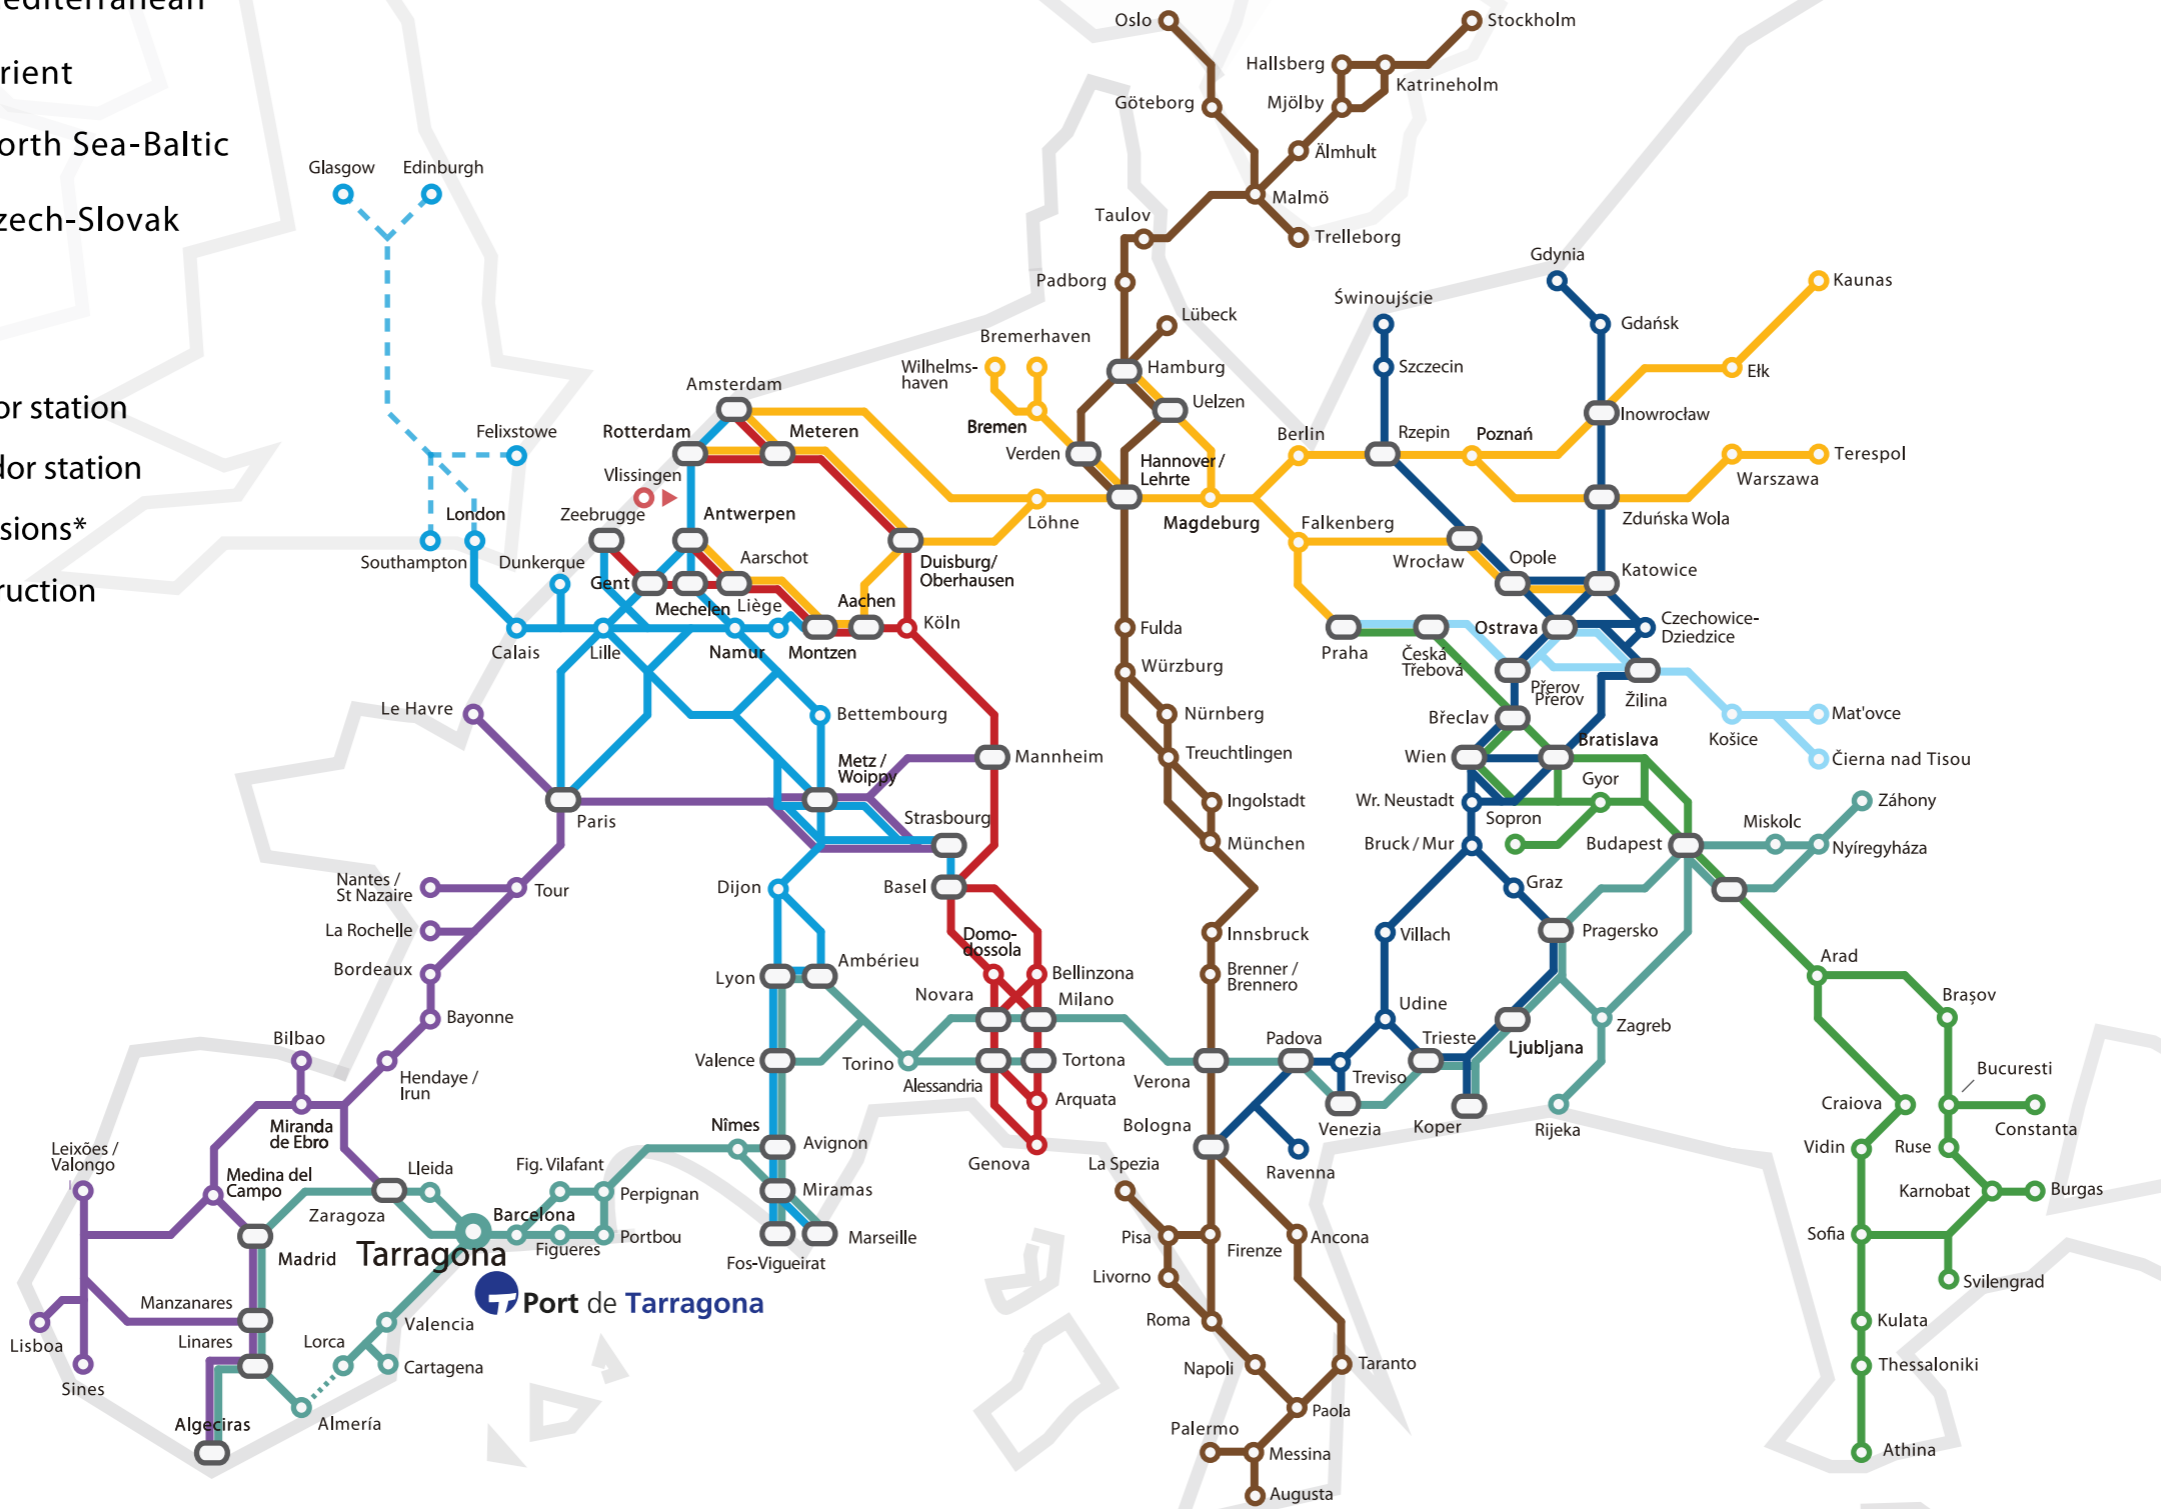 editerranean
rient
orth Sea-Baltic
zech-Slovak
or station
dor station
sions*
ruction
Oslo
Stockholm
Hallsberg
Katrineholm
Göteborg
Mjölby
Älmhult
Malmö
Taulov
Trelleborg
Padborg
Lübeck
Glasgow
Edinburgh
Gdynia
Świnoujście
Gdańsk
Kaunas
Bremerhaven
Wilhelms-
haven
Hamburg
Szczecin
Ełk
Amsterdam
Uelzen
Inowrocław
Bremen
Felixstowe
Rotterdam
Meteren
Verden
Hannover /
Lehrte
Berlin
Rzepin
Poznań
Terespol
Warszawa
Vlissingen
London
Zeebrugge
Antwerpen
Löhne
Magdeburg
Falkenberg
Zduńska Wola
Southampton
Dunkerque
Gent
Aarschot
Duisburg/
Oberhausen
Wrocław
Opole
Katowice
Mechelen
Liège
Aachen
Köln
Fulda
Praha
Česká
Třebová
Ostrava
Czechowice-
Dziedzice
Calais
Lille
Namur
Montzen
Würzburg
Přerov
Přerov
Žilina
Le Havre
Bettembourg
Nürnberg
Břeclav
Košice
Mat'ovce
Mannheim
Treuchtlingen
Wien
Bratislava
Čierna nad Tisou
Metz /
Woippy
Gyor
Paris
Strasbourg
Ingolstadt
Wr. Neustadt
Sopron
Záhony
München
Bruck / Mur
Budapest
Miskolc
Nyíregyháza
Nantes /
St Nazaire
Tour
Dijon
Basel
Graz
La Rochelle
Domo-
dossola
Innsbruck
Villach
Pragersko
Bordeaux
Lyon
Ambérieu
Bellinzona
Brenner /
Brennero
Arad
Bayonne
Novara
Milano
Udine
Zagreb
Braşov
Bilbao
Hendaye /
Irun
Valence
Torino
Alessandria
Tortona
Verona
Padova
Treviso
Trieste
Ljubljana
Bucuresti
Miranda
de Ebro
Arquata
Bologna
Venezia
Koper
Rijeka
Craiova
Constanta
Leixões /
Valongo
Nîmes
Avignon
Genova
La Spezia
Ravenna
Vidin
Ruse
Medina del
Campo
Lleida
Fig. Vilafant
Perpignan
Miramas
Karnobat
Burgas
Zaragoza
Barcelona
Figueres
Portbou
Tarragona
Madrid
Fos-Vigueirat
Marseille
Pisa
Firenze
Ancona
Sofia
Livorno
Svilengrad
Port de Tarragona
Manzanares
Valencia
Roma
Kulata
Lisboa
Linares
Lorca
Cartagena
Napoli
Taranto
Thessaloniki
Sines
Algeciras
Almería
Palermo
Paola
Messina
Athina
Augusta